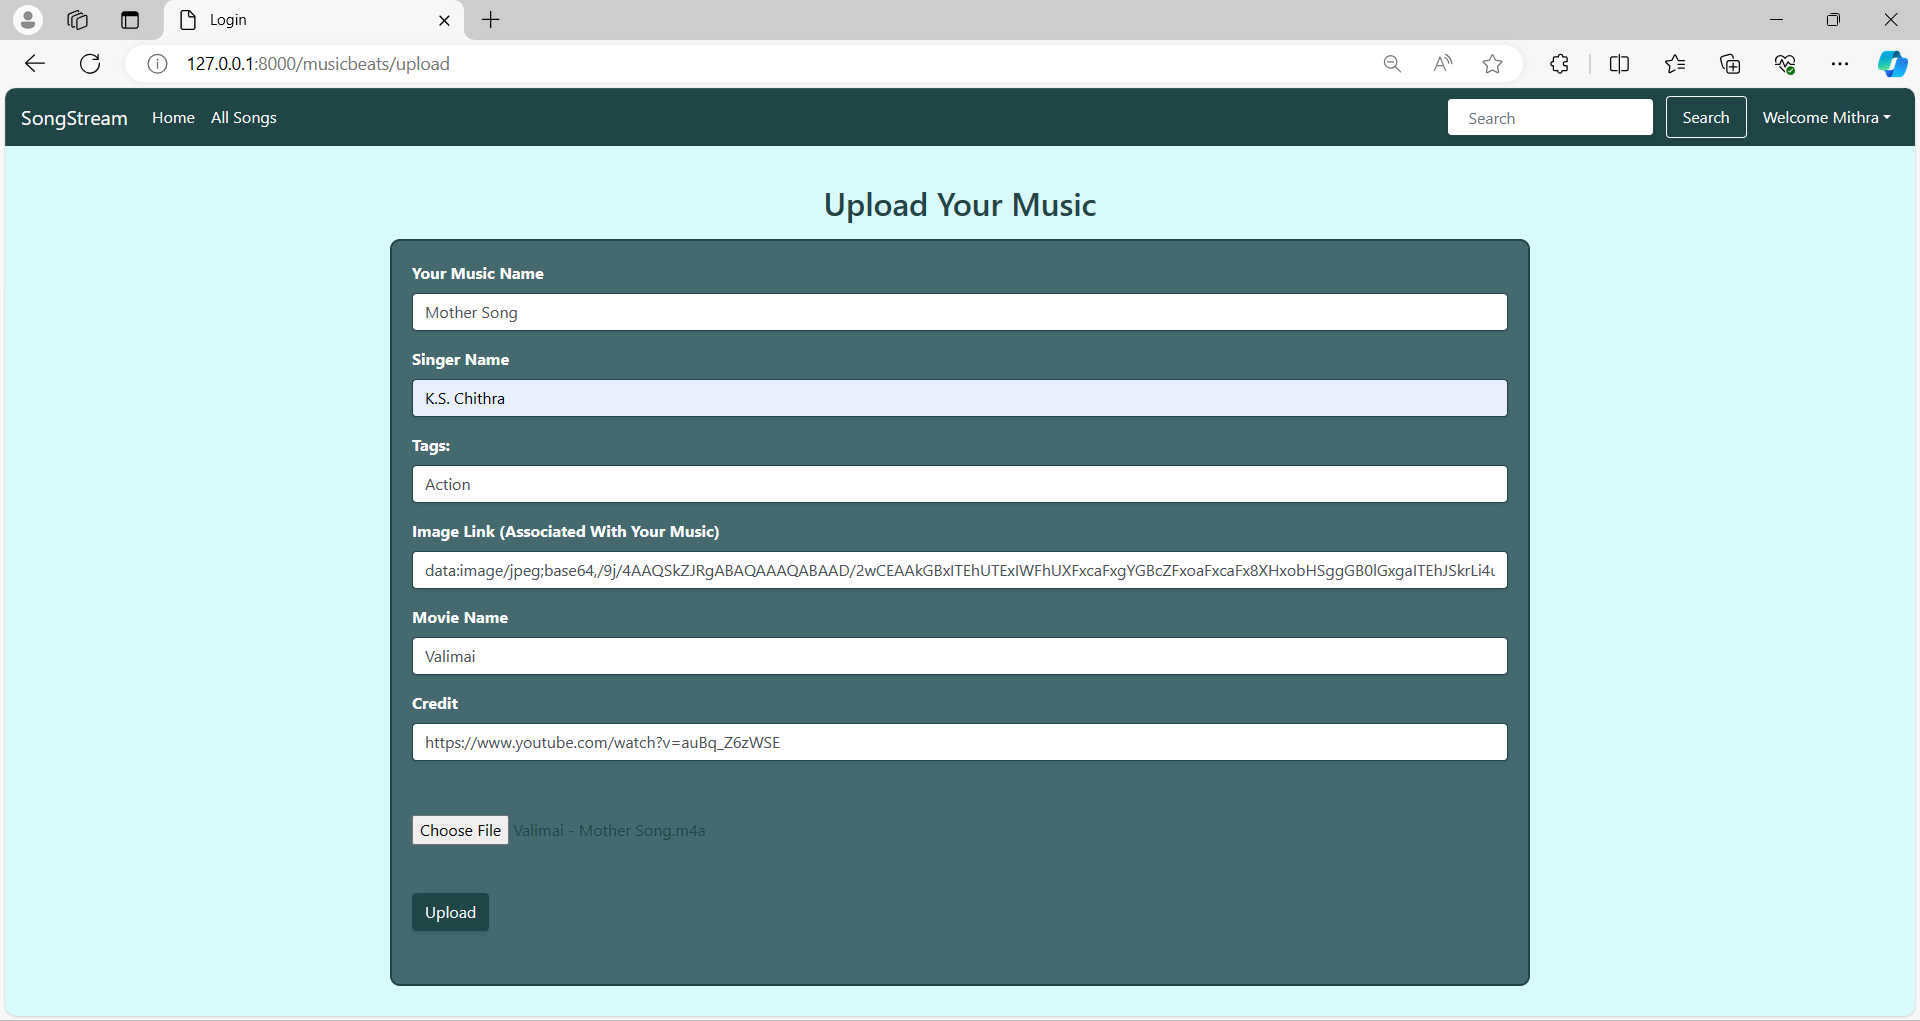 Login
127.0.0.1:8000/musicbeats/upload
SongStream Home All Songs Search Search Welcome Mithra
Upload Your Music
Your Music Name
Mother Song
Singer Name
K.S. Chithra
Tags:
Action
Image Link (Associated With Your Music)
data:image/jpeg;base64,/9j/4AAQSkZJRgABAQAAAQABAAD/2wCEAAkGBxITEhUTExIWFhUXFxcaFxgYGBcZFxoaFxcaFx8XHxobHSggGB0lGxgaITEhJSkrLi4u
Movie Name
Valimai
Credit
https://www.youtube.com/watch?v=auBq_Z6zWSE
Choose File Valimai - Mother Song.m4a
Upload